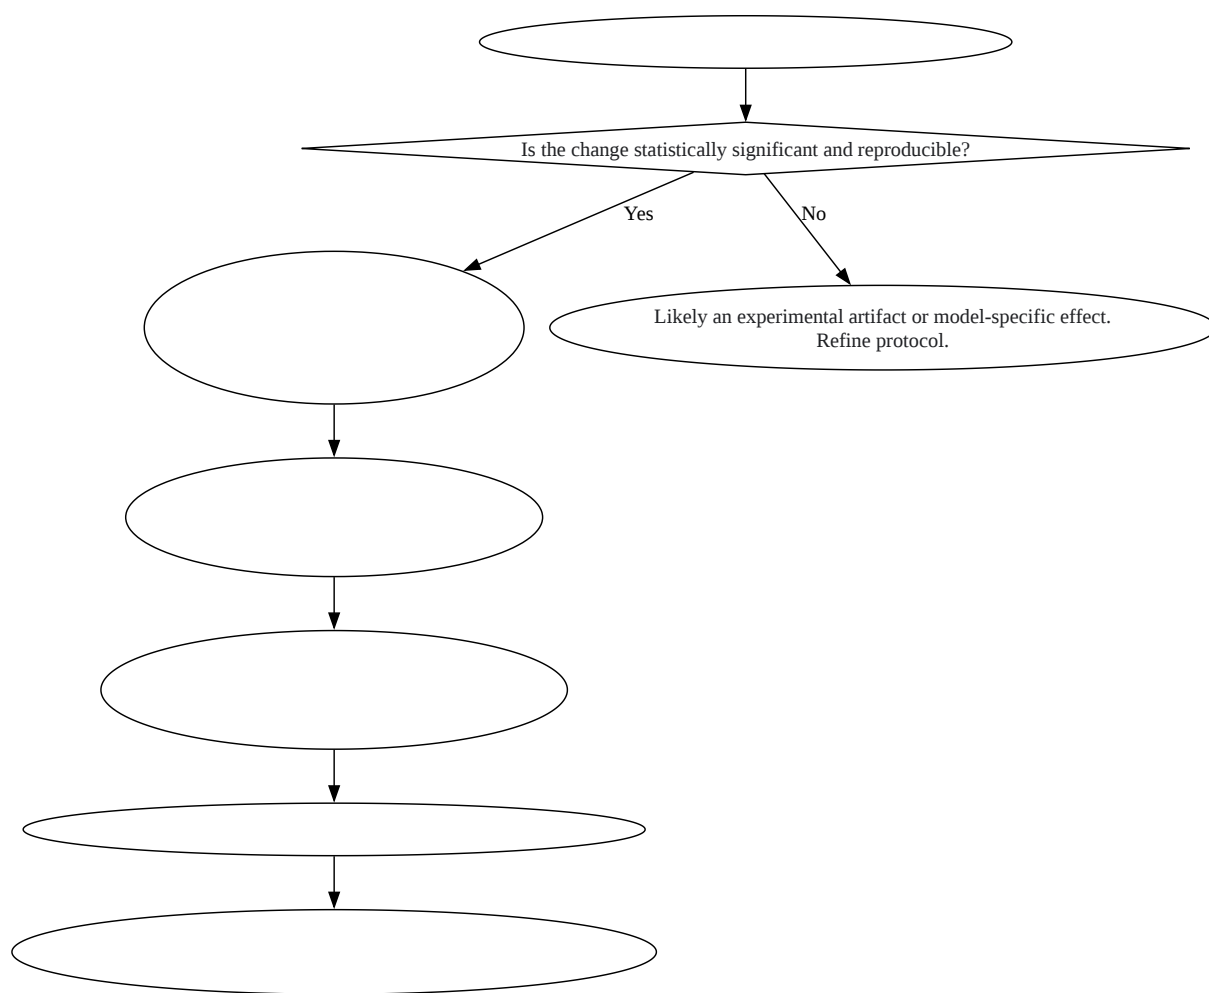 Is the change statistically significant and reproducible?
Yes
No
Likely an experimental artifact or model-specific effect.
Refine protocol.